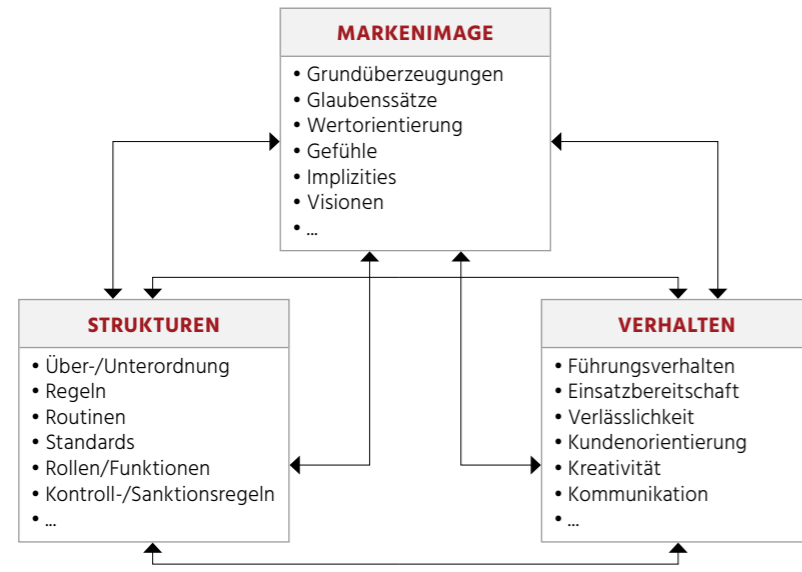 MARKENIMAGE
• Grundüberzeugungen
• Glaubenssätze
• Wertorientierung
• Gefühle
• Implizities
• Visionen
• ...
STRUKTUREN
• Über-/Unterordnung
• Regeln
• Routinen
• Standards
• Rollen/Funktionen
• Kontroll-/Sanktionsregeln
• ...
VERHALTEN
• Führungsverhalten
• Einsatzbereitschaft
• Verlässlichkeit
• Kundenorientierung
• Kreativität
• Kommunikation
• ...